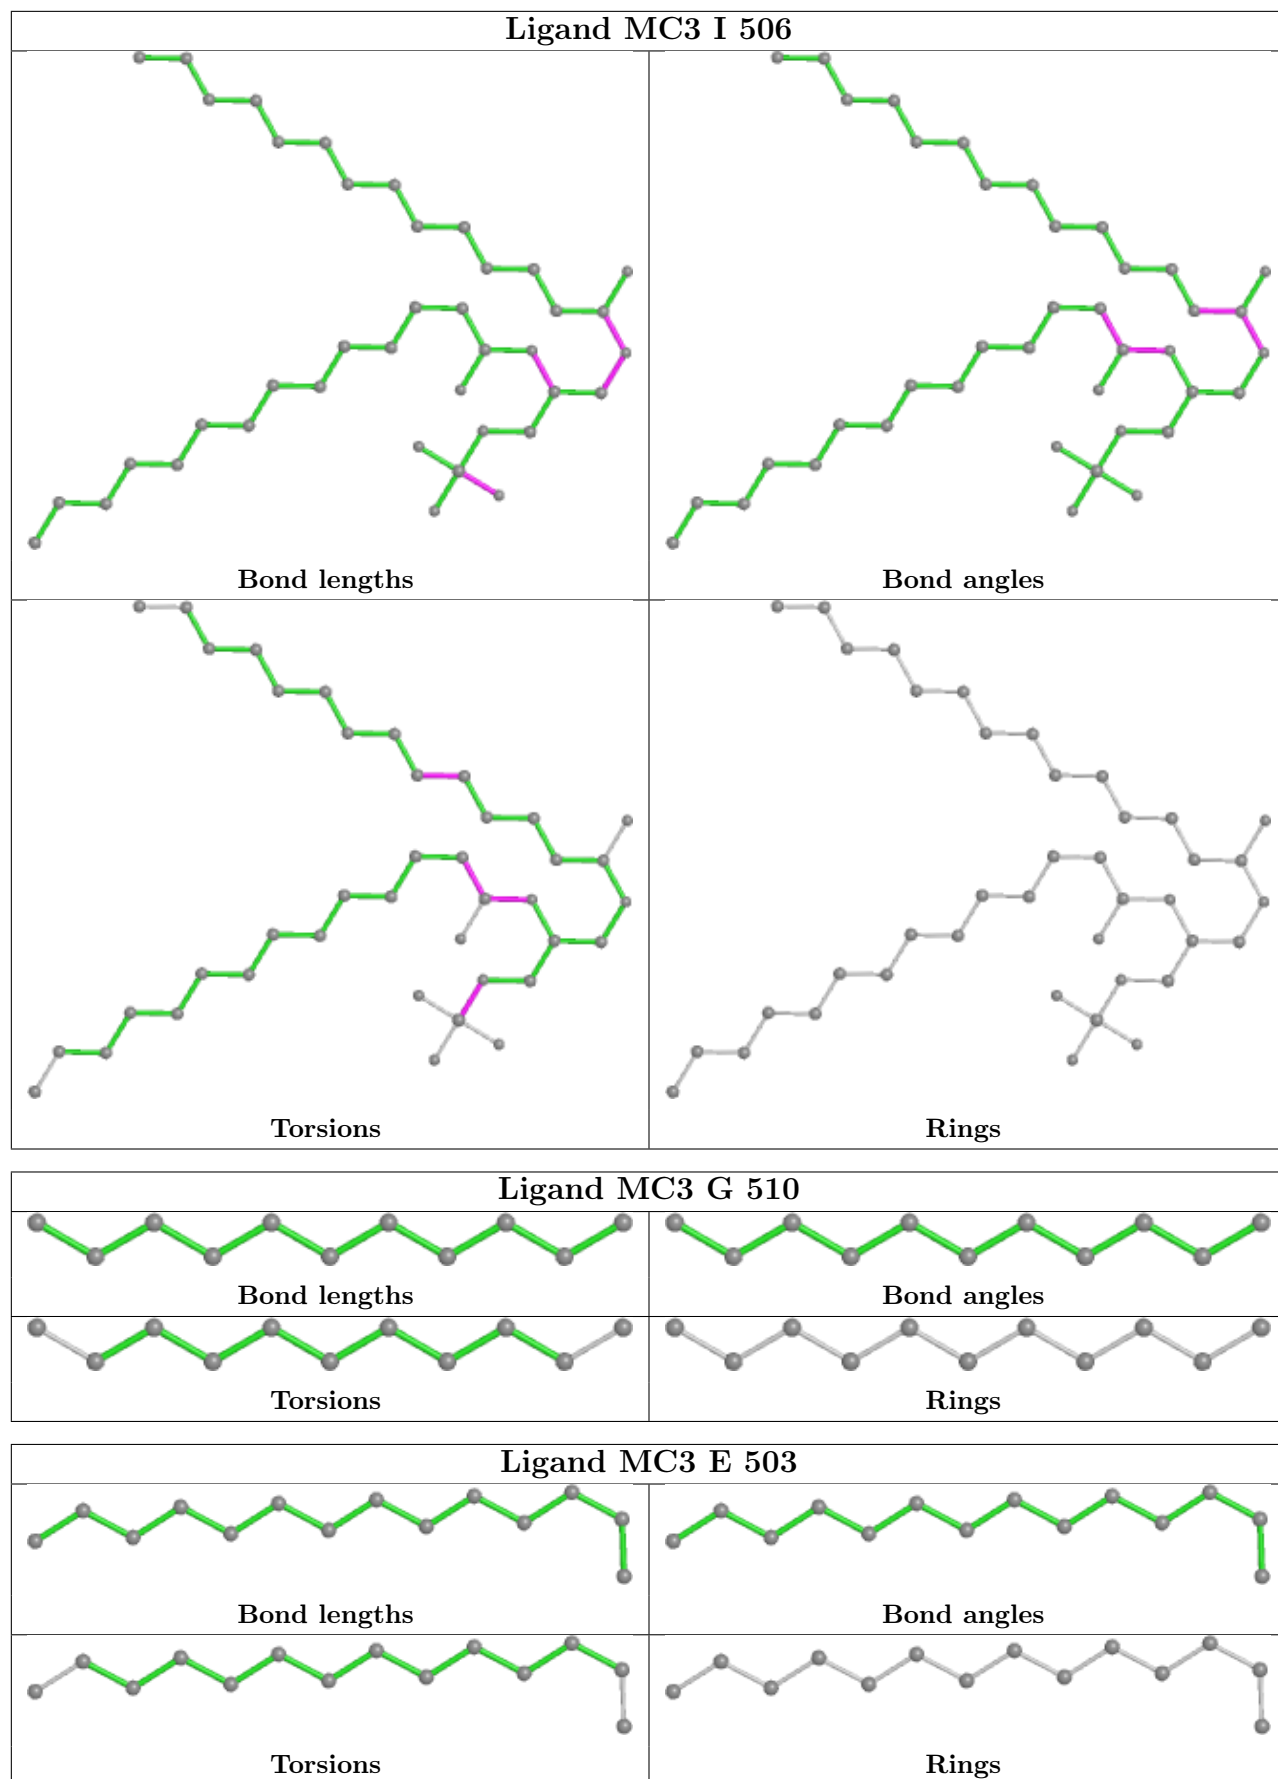 Ligand MC3 I 506
Bond lengths
Bond angles
Torsions
Rings
Ligand MC3 G 510
Bond lengths
Bond angles
Torsions
Rings
Ligand MC3 E 503
Bond lengths
Bond angles
Torsions
Rings